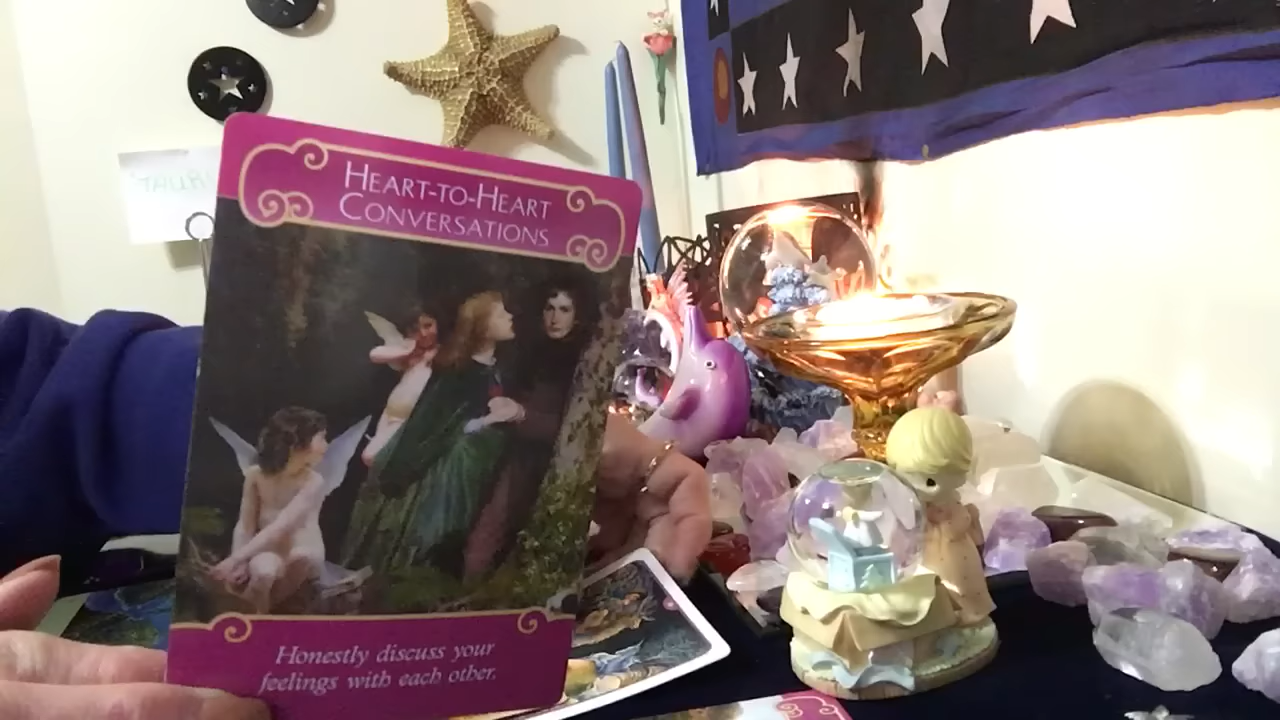 HEART-TO-HEART
CONVERSATIONS
Honestly discuss your
feelings with each other.